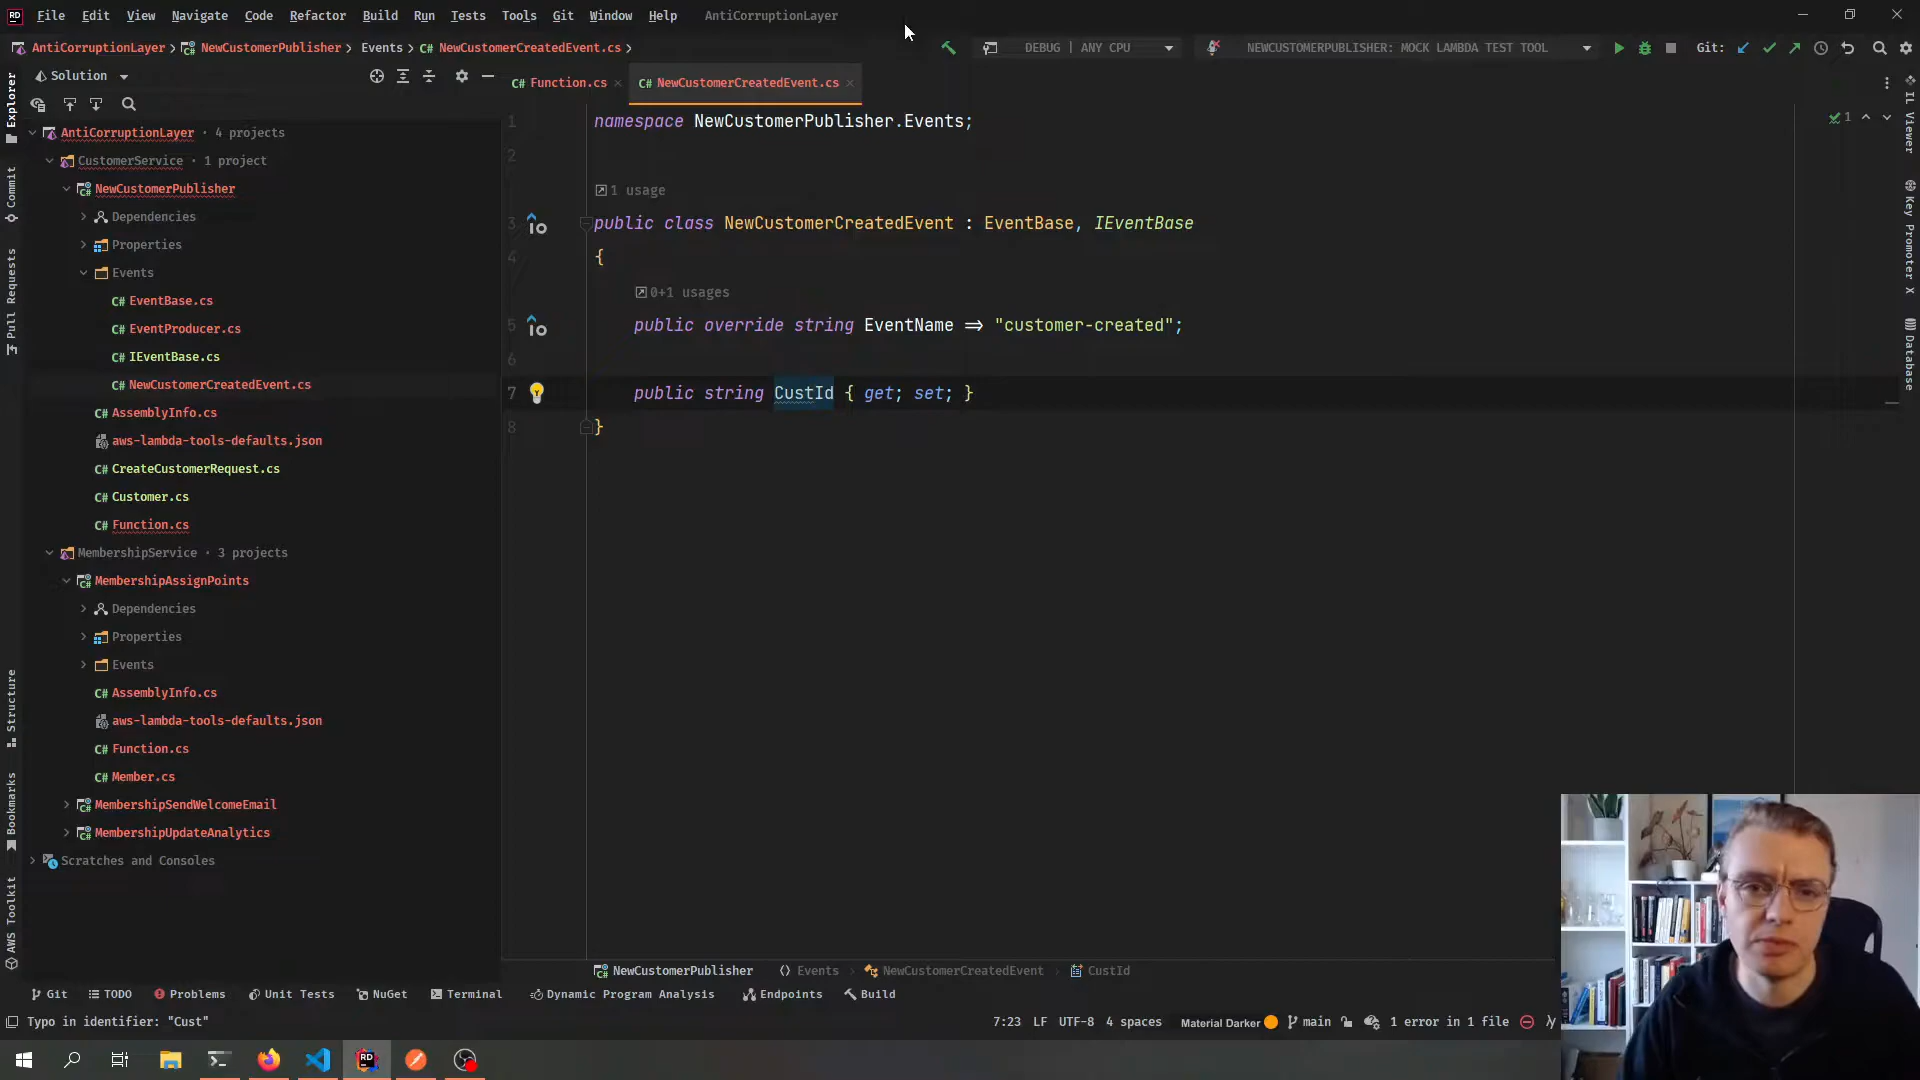 File Edit View Navigate Code Refactor Build Run Tests Tools Git Window Help AntiCorruptionLayer
AntiCorruptionLayer NewCustomerPublisher Events C# NewCustomerCreatedEvent.cs DEBUG | ANY CPU NEWCUSTOMERPUBLISHER: MOCK LAMBDA TEST TOOL Git:
Explorer
Commit
Pull Requests
Structure
Bookmarks
AWS Toolkit
Solution
AntiCorruptionLayer · 4 projects
CustomerService · 1 project
NewCustomerPublisher
Dependencies
Properties
Events
C# EventBase.cs
C# EventProducer.cs
C# IEventBase.cs
C# NewCustomerCreatedEvent.cs
C# AssemblyInfo.cs
aws-lambda-tools-defaults.json
C# CreateCustomerRequest.cs
C# Customer.cs
C# Function.cs
MembershipService · 3 projects
MembershipAssignPoints
Dependencies
Properties
Events
C# AssemblyInfo.cs
aws-lambda-tools-defaults.json
C# Function.cs
C# Member.cs
MembershipSendWelcomeEmail
MembershipUpdateAnalytics
Scratches and Consoles
C# Function.cs C# NewCustomerCreatedEvent.cs
1 namespace NewCustomerPublisher.Events;
2
1 usage
3 public class NewCustomerCreatedEvent : EventBase, IEventBase
4 {
0+1 usages
5 public override string EventName => "customer-created";
6
7 public string CustId { get; set; }
8 }
1
IL Viewer
Key Promoter X
Database
NewCustomerPublisher Events NewCustomerCreatedEvent CustId
Git TODO Problems Unit Tests NuGet Terminal Dynamic Program Analysis Endpoints Build
Typo in identifier: "Cust" 7:23 LF UTF-8 4 spaces Material Darker main 1 error in 1 file
RD